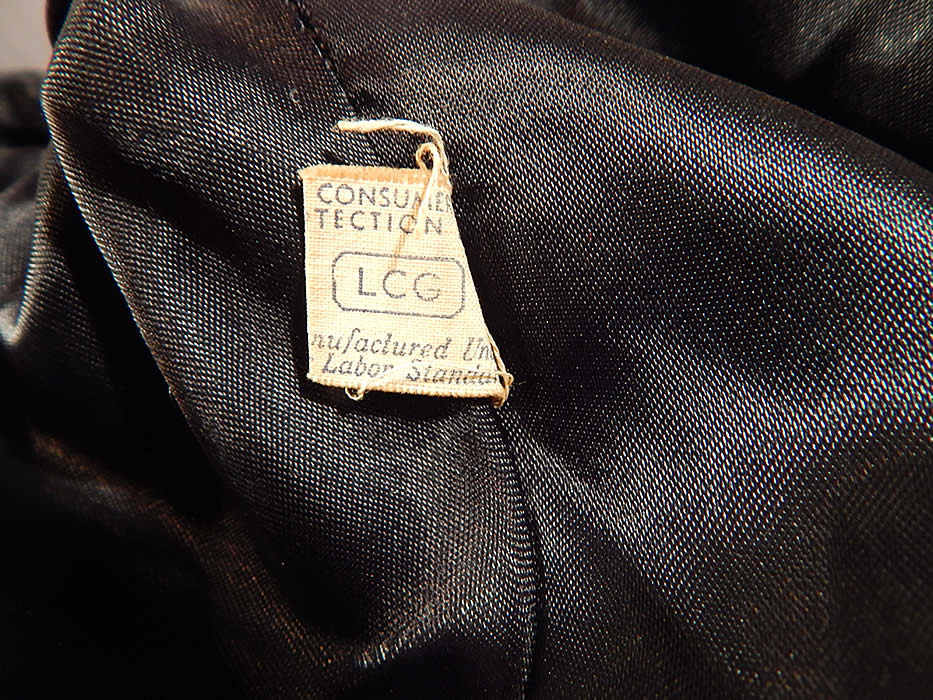 CONSUME
TECTION
LCG
nufactured Un
Labor Standa